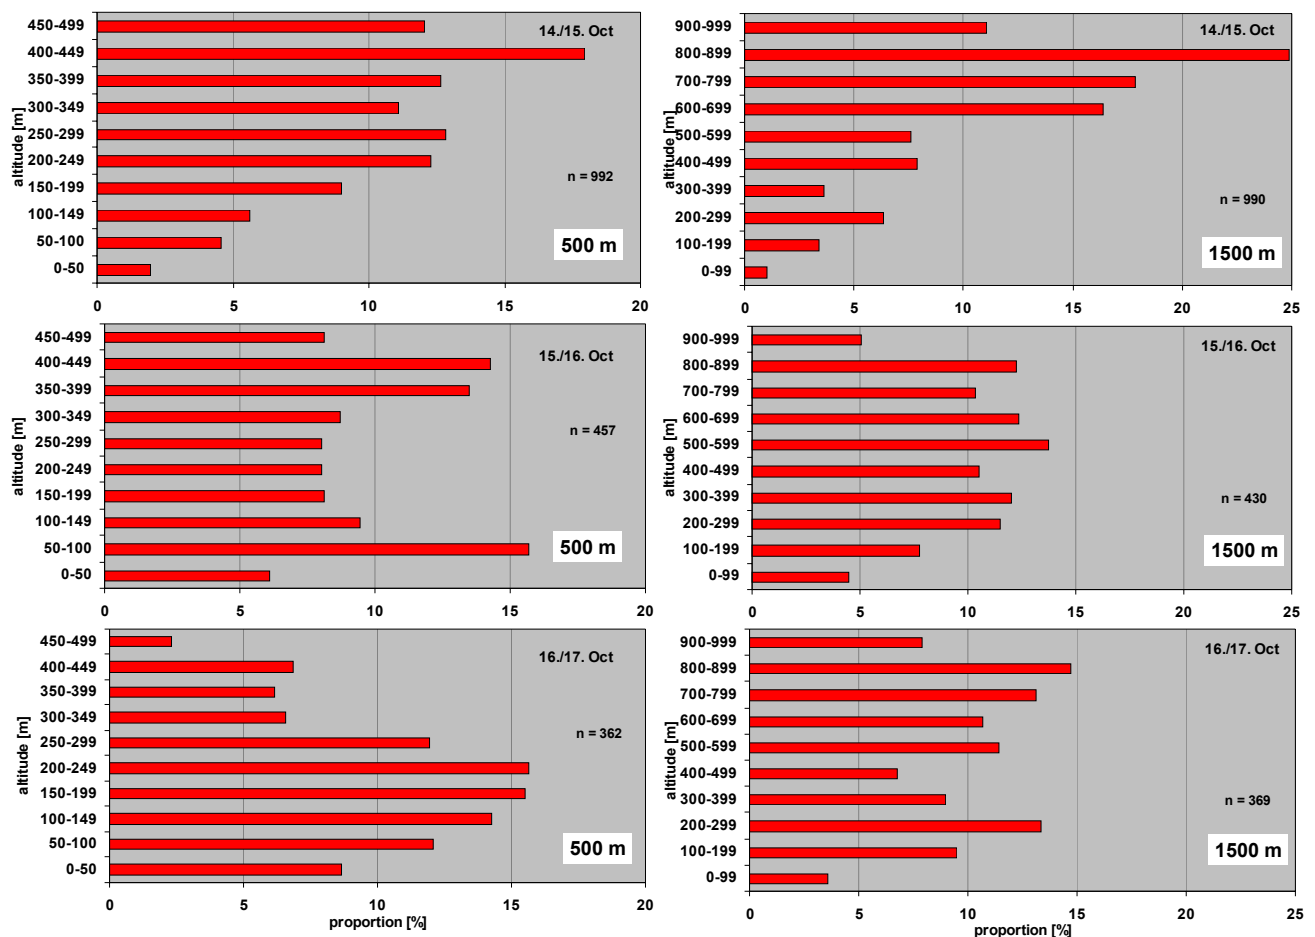 450-499
14./15. Oct
400-449
350-399
300-349
250-299
200-249
150-199
100-149
50-100
0-50
altitude [m]
n = 992
500 m
0 5 10 15 20
900-999
14./15. Oct
800-899
700-799
600-699
500-599
400-499
300-399
200-299
100-199
0-99
altitude [m]
n = 990
1500 m
0 5 10 15 20 25
450-499
15./16. Oct
400-449
350-399
300-349
250-299
200-249
150-199
100-149
50-100
0-50
altitude [m]
n = 457
500 m
0 5 10 15 20
900-999
15./16. Oct
800-899
700-799
600-699
500-599
400-499
300-399
200-299
100-199
0-99
altitude [m]
n = 430
1500 m
0 5 10 15 20 25
450-499
16./17. Oct
400-449
350-399
300-349
250-299
200-249
150-199
100-149
50-100
0-50
altitude [m]
n = 362
500 m
0 5 10 15 20
proportion [%]
900-999
16./17. Oct
800-899
700-799
600-699
500-599
400-499
300-399
200-299
100-199
0-99
altitude [m]
n = 369
1500 m
0 5 10 15 20 25
proportion [%]